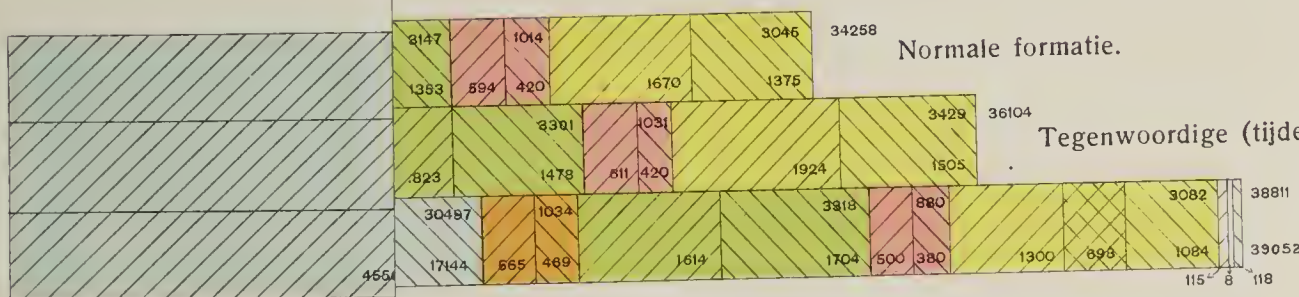 3147 1014 3045 34258
Normale formatie.
1353 594 420 1670 1375
3301 1031 3429 36104
Tegenwoordige (tijde
.823 1478 611 420 1924 1505
30497 1034 3318 880 3082 38811
17144 565 469 1614 1704 500 380 1300 698 1084 39052
115 8 118